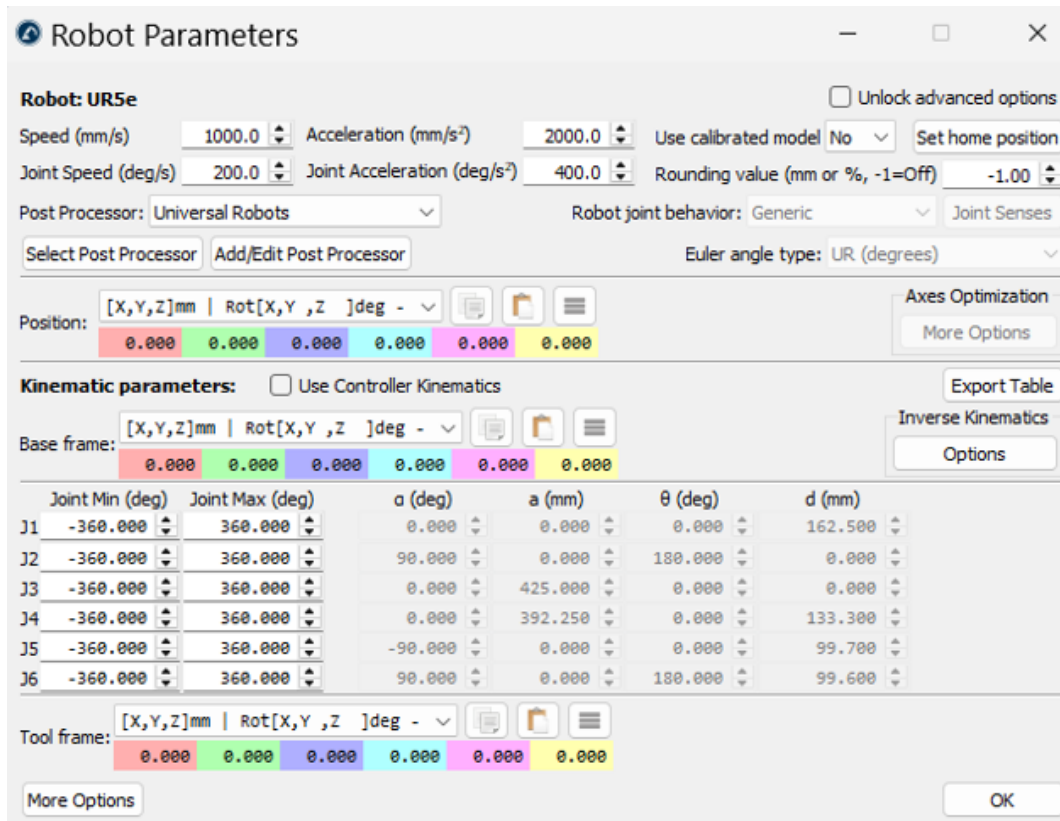 Robot Parameters
Robot: UR5e
Unlock advanced options
Speed (mm/s) 1000.0 Acceleration (mm/s²) 2000.0 Use calibrated model No Set home position
Joint Speed (deg/s) 200.0 Joint Acceleration (deg/s²) 400.0 Rounding value (mm or %, -1=Off) -1.00
Post Processor: Universal Robots Robot joint behavior: Generic Joint Senses
Select Post Processor Add/Edit Post Processor Euler angle type: UR (degrees)
Position: [X,Y,Z]mm | Rot[X,Y ,Z ]deg - Axes Optimization
0.000 0.000 0.000 0.000 0.000 0.000 More Options
Kinematic parameters: Use Controller Kinematics Export Table
Base frame: [X,Y,Z]mm | Rot[X,Y ,Z ]deg - Inverse Kinematics
0.000 0.000 0.000 0.000 0.000 0.000 Options
Joint Min (deg) Joint Max (deg) α (deg) a (mm) θ (deg) d (mm)
J1 -360.000 360.000 0.000 0.000 0.000 162.500
J2 -360.000 360.000 90.000 0.000 180.000 0.000
J3 -360.000 360.000 0.000 425.000 0.000 0.000
J4 -360.000 360.000 0.000 392.250 0.000 133.300
J5 -360.000 360.000 -90.000 0.000 0.000 99.700
J6 -360.000 360.000 90.000 0.000 180.000 99.600
Tool frame: [X,Y,Z]mm | Rot[X,Y ,Z ]deg -
0.000 0.000 0.000 0.000 0.000 0.000
More Options OK